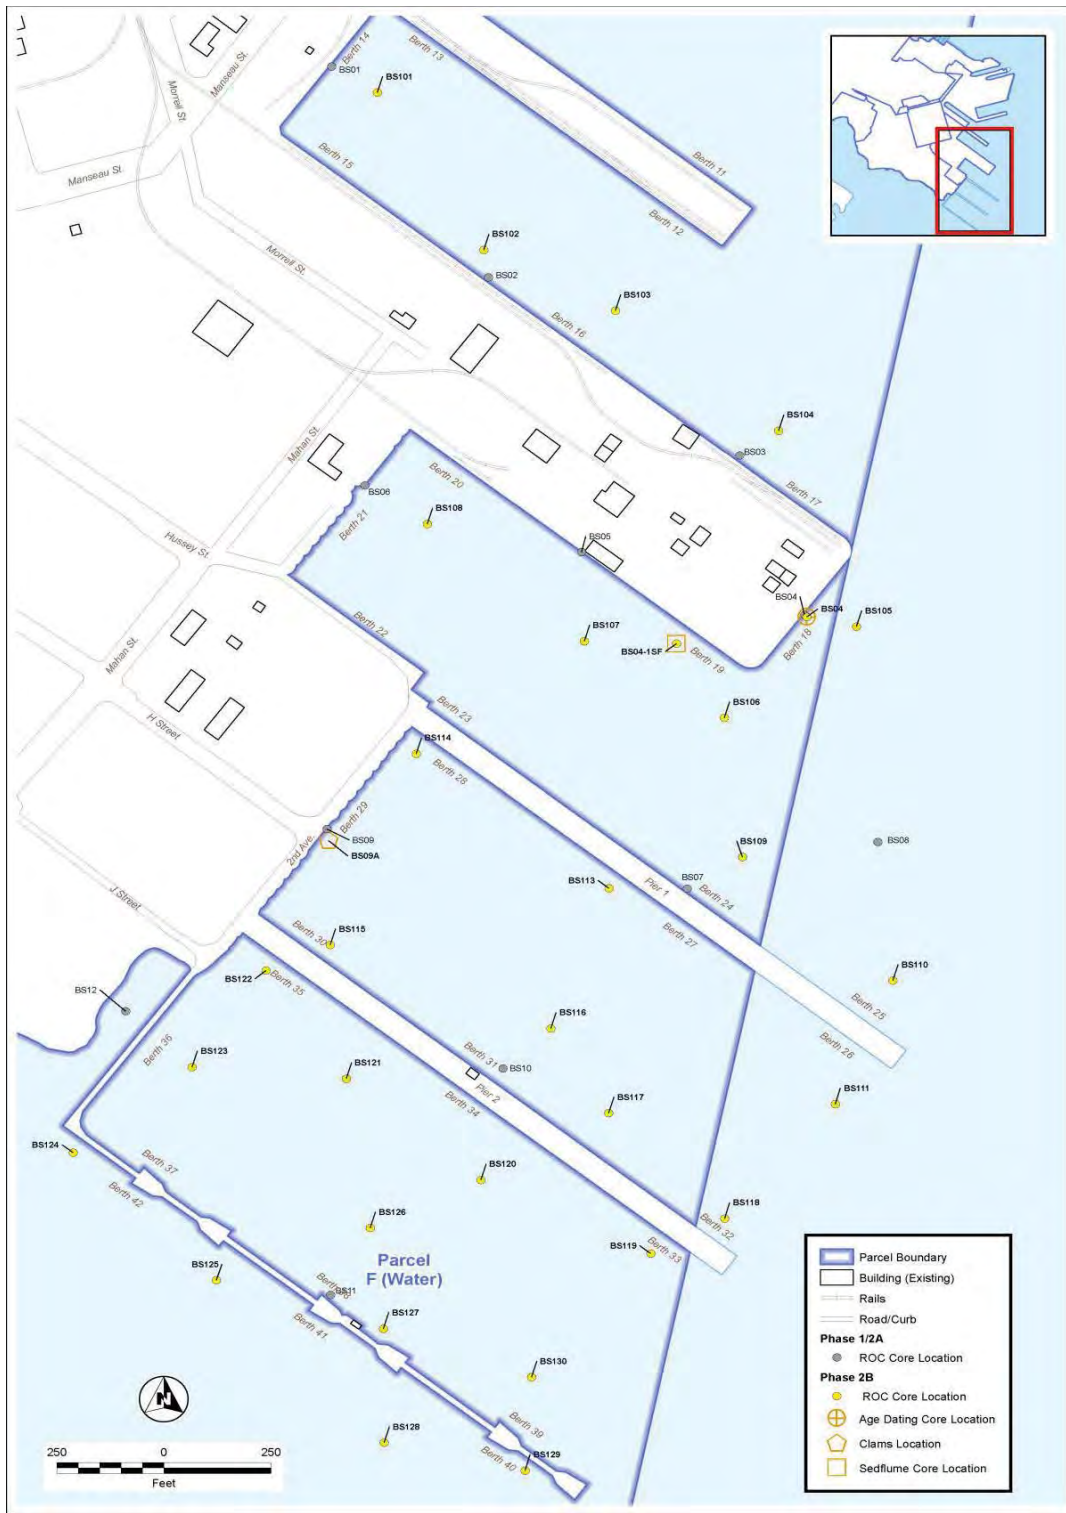 Berth 14
Berth 13
BS01
BS101
Manseau St.
Morrell St.
Manseau St.
Berth 15
Berth 11
Berth 12
BS102
BS02
Morrell St.
BS103
Berth 16
BS104
BS03
Mahan St.
Berth 20
Berth 17
BS06
BS108
Berth 21
Hussey St.
BS05
BS04
BS04
BS105
Berth 18
BS107
BS04-1SF
Berth 19
Berth 22
Mahan St.
BS106
Berth 23
H Street
BS114
Berth 28
Berth 29
2nd Ave.
BS09
BS09A
BS08
BS109
BS07
BS113
Pier 1
Berth 24
Berth 27
J Street
Berth 30
BS115
BS122
Berth 35
BS110
BS12
Berth 25
Berth 26
BS116
Berth 36
BS123
BS121
Berth 31
BS10
Pier 2
Berth 34
BS117
BS111
BS124
Berth 37
Berth 42
BS120
BS118
Berth 32
BS126
BS119
Berth 33
Parcel
F (Water)
BS125
BS11
BS127
Berth 41
BS130
BS128
Berth 39
Berth 40
BS129
N
250 0 250
Feet
Parcel Boundary
Building (Existing)
Rails
Road/Curb
Phase 1/2A
ROC Core Location
Phase 2B
ROC Core Location
Age Dating Core Location
Clams Location
Sedflume Core Location